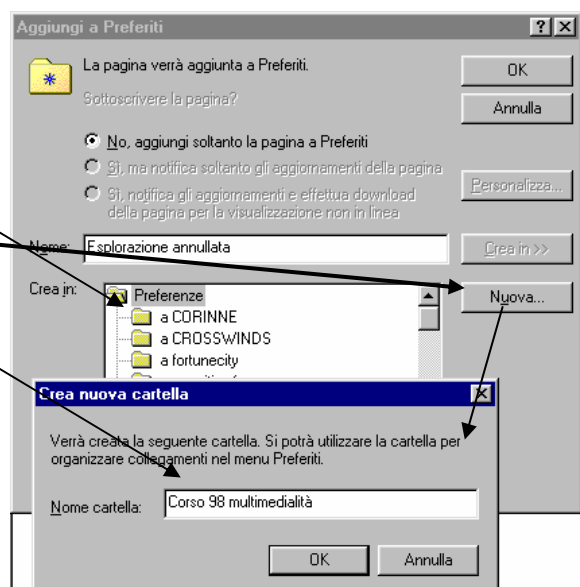 Aggiungi a Preferiti
La pagina verrà aggiunta a Preferiti.
OK
Sottoscrivere la pagina?
Annulla
No, aggiungi soltanto la pagina a Preferiti
Sì, ma notifica soltanto gli aggiornamenti della pagina
Sì, notifica gli aggiornamenti e effettua download
della pagina per la visualizzazione non in linea
Personalizza...
Nome: Esplorazione annullata
Crea in >>
Crea in:
Preferenze
Nuova...
a CORINNE
a CROSSWINDS
a fortunecity
Crea nuova cartella
Verrà creata la seguente cartella. Si potrà utilizzare la cartella per
organizzare collegamenti nel menu Preferiti.
Nome cartella: Corso 98 multimedialità
OK Annulla